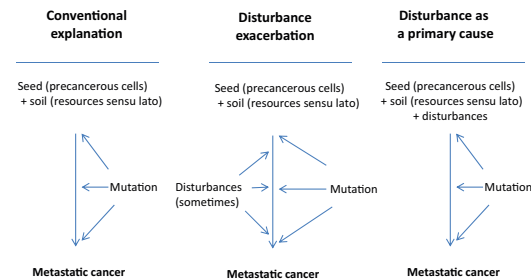 Conventional
explanation
Seed (precancerous cells)
+ soil (resources sensu lato)
Mutation
Metastatic cancer
Disturbance
exacerbation
Seed (precancerous cells)
+ soil (resources sensu lato)
Disturbances
(sometimes)
Mutation
Metastatic cancer
Disturbance as
a primary cause
Seed (precancerous cells)
+ soil (resources sensu lato)
+ disturbances
Mutation
Metastatic cancer